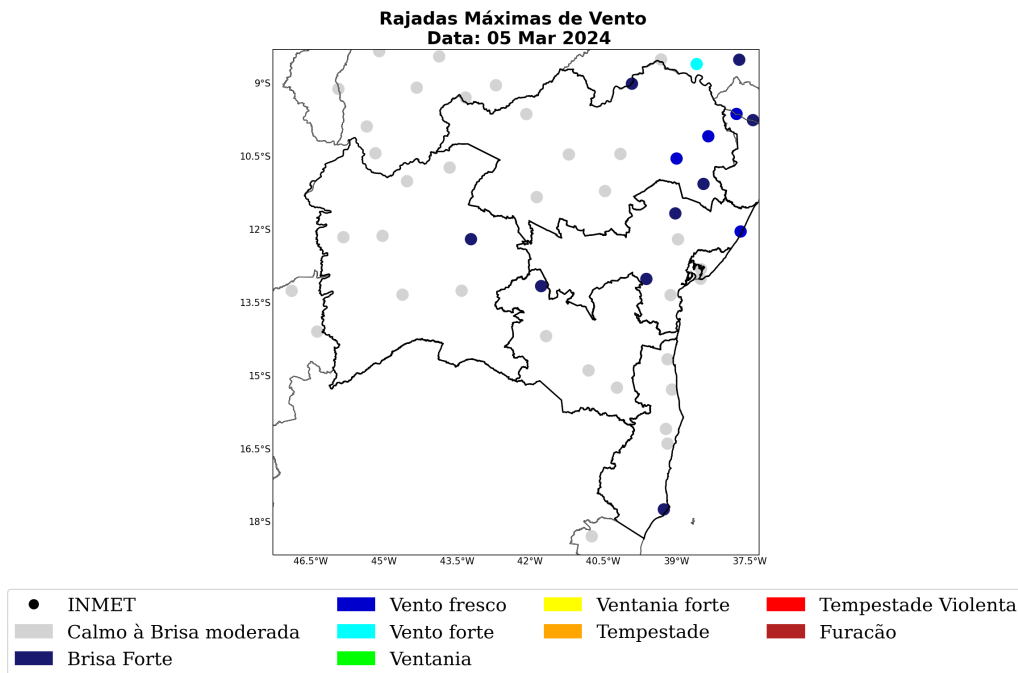 Rajadas Máximas de Vento
Data: 05 Mar 2024
9°S
10.5°S
12°S
13.5°S
15°S
16.5°S
18°S
46.5°W 45°W 43.5°W 42°W 40.5°W 39°W 37.5°W
INMET
Calmo à Brisa moderada
Brisa Forte
Vento fresco
Vento forte
Ventania
Ventania forte
Tempestade
Tempestade Violenta
Furacão